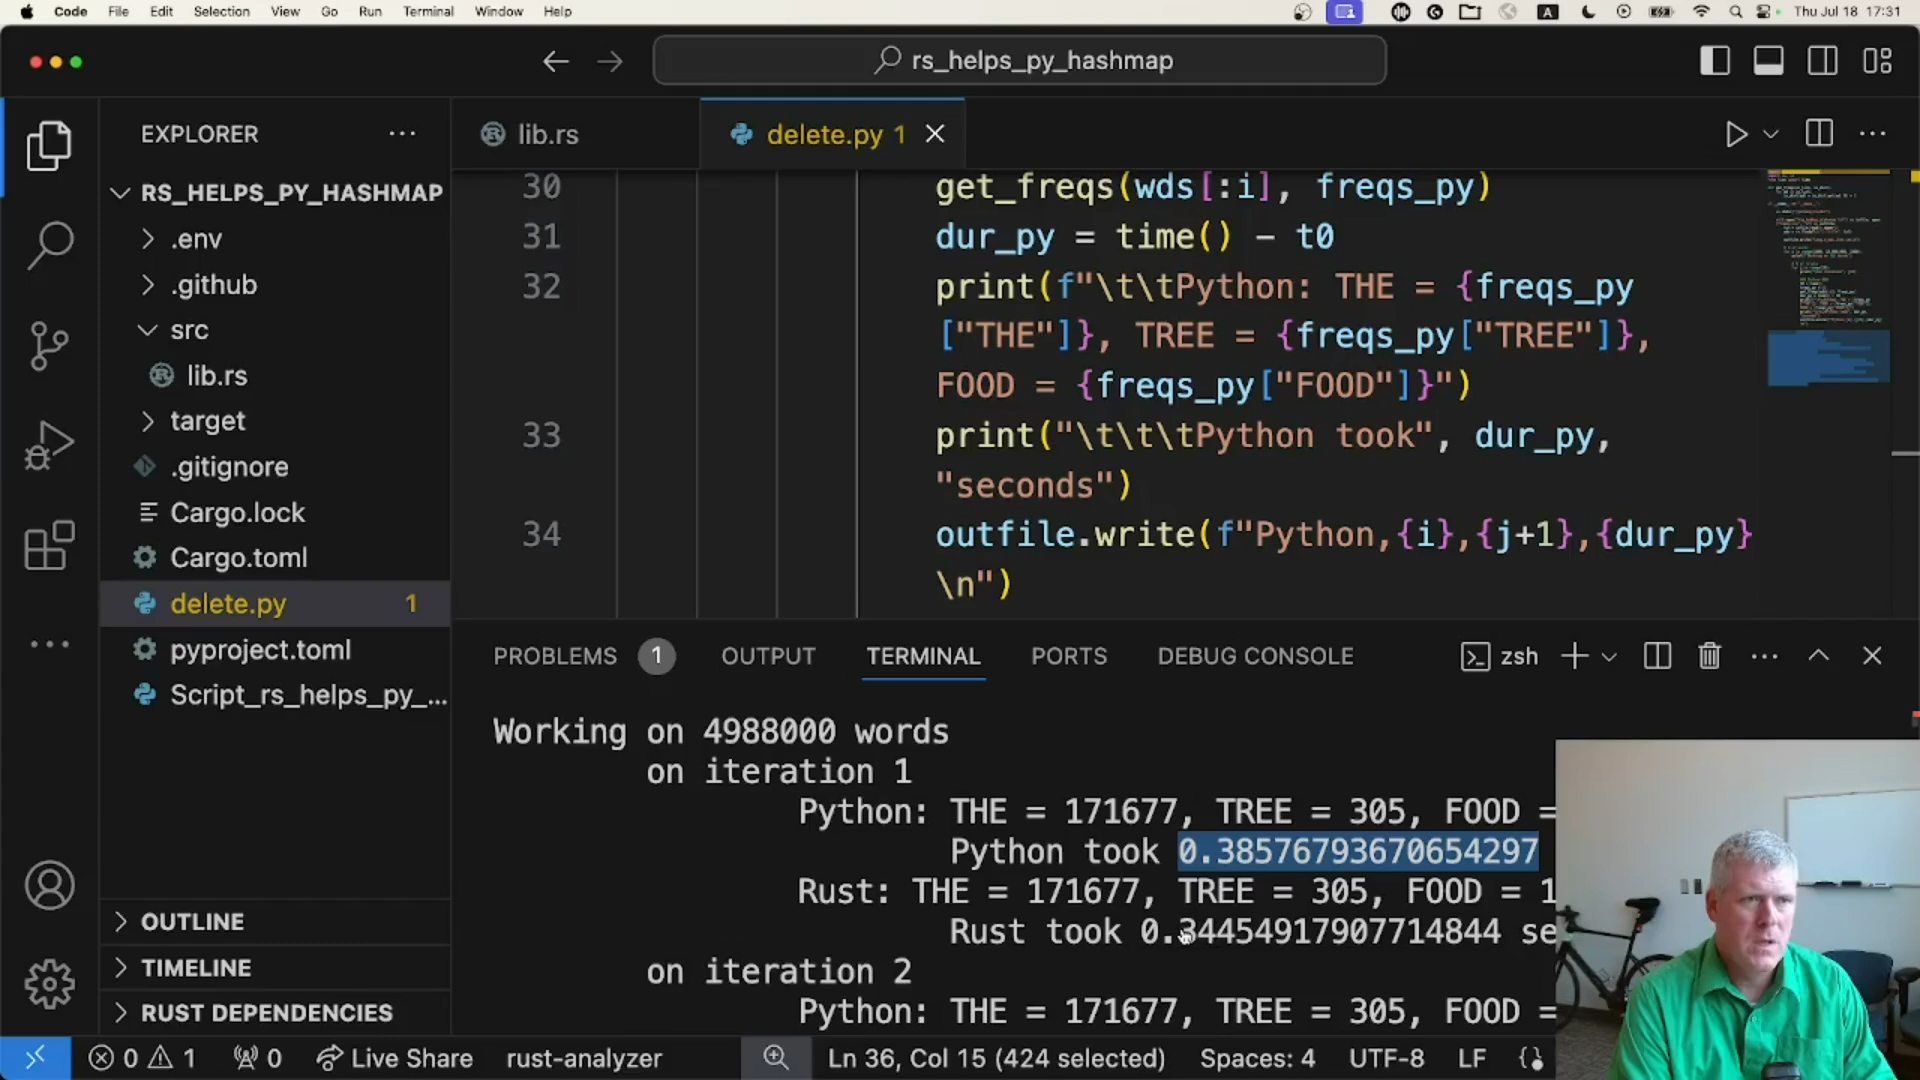 Code File Edit Selection View Go Run Terminal Window Help A Thu Jul 18 17:31
rs_helps_py_hashmap
EXPLORER
lib.rs
delete.py 1
RS_HELPS_PY_HASHMAP
.env
.github
src
lib.rs
target
.gitignore
Cargo.lock
Cargo.toml
delete.py 1
pyproject.toml
Script_rs_helps_py_...
OUTLINE
TIMELINE
RUST DEPENDENCIES
30 get_freqs(wds[:i], freqs_py)
31 dur_py = time() - t0
32 print(f"\t\tPython: THE = {freqs_py
["THE"]}, TREE = {freqs_py["TREE"]},
FOOD = {freqs_py["FOOD"]}")
33 print("\t\t\tPython took", dur_py,
"seconds")
34 outfile.write(f"Python,{i},{j+1},{dur_py}
\n")
PROBLEMS 1 OUTPUT TERMINAL PORTS DEBUG CONSOLE zsh
Working on 4988000 words
on iteration 1
Python: THE = 171677, TREE = 305, FOOD =
Python took 0.38576793670654297
Rust: THE = 171677, TREE = 305, FOOD = 1
Rust took 0.34454917907714844 se
on iteration 2
Python: THE = 171677, TREE = 305, FOOD =
0 1 0 Live Share rust-analyzer Ln 36, Col 15 (424 selected) Spaces: 4 UTF-8 LF {}